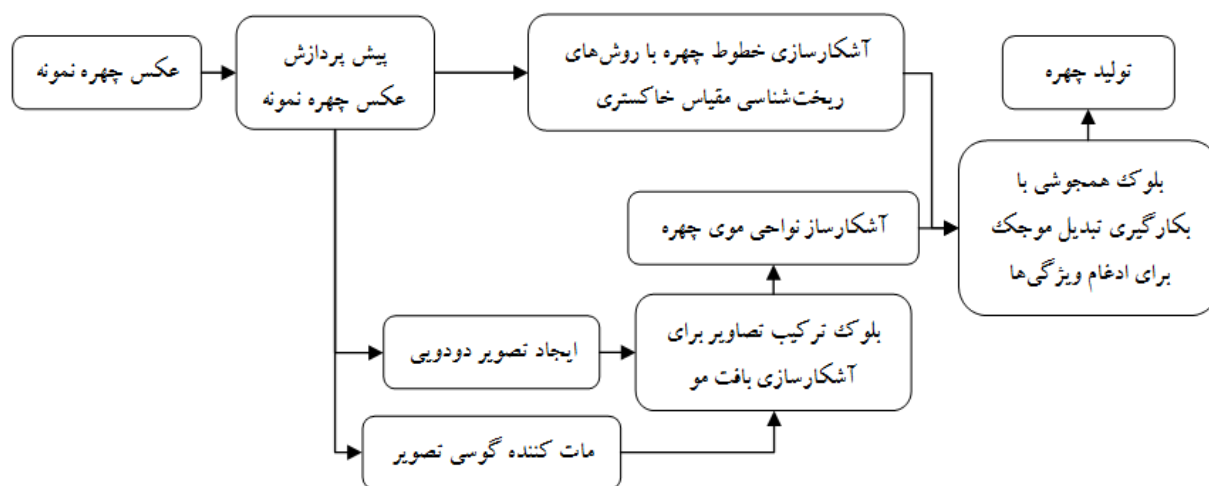 عکس چهره نمونه
پیش پردازش
عکس چهره نمونه
آشکارسازی خطوط چهره با روش‌های
ریخت‌شناسی مقیاس خاکستری
تولید چهره
بلوک همجوشی با
بکارگیری تبدیل موجک
برای ادغام ویژگی‌ها
آشکارساز نواحی موی چهره
بلوک ترکیب تصاویر برای
آشکارسازی بافت مو
ایجاد تصویر دودویی
مات کننده گوسی تصویر